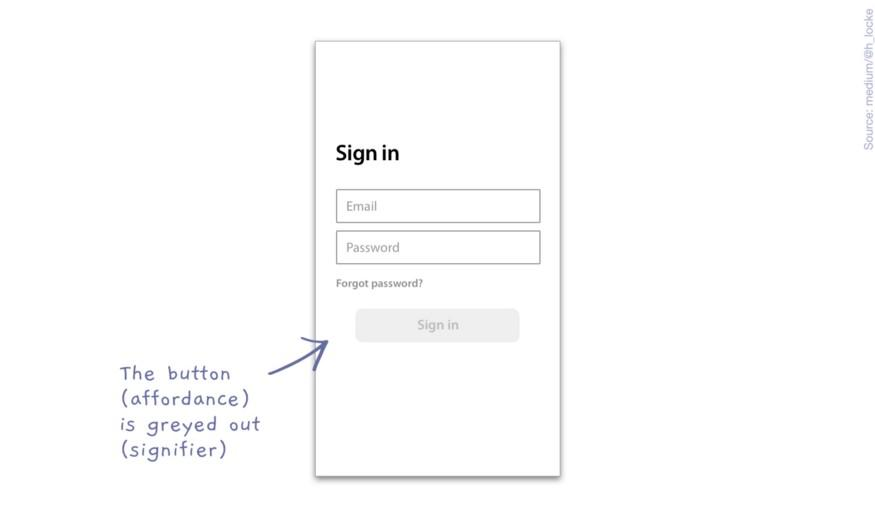 Sign in
Email
Password
Forgot password?
Sign in
The button
(affordance)
is greyed out
(signifier)
Source: medium/@h_locke